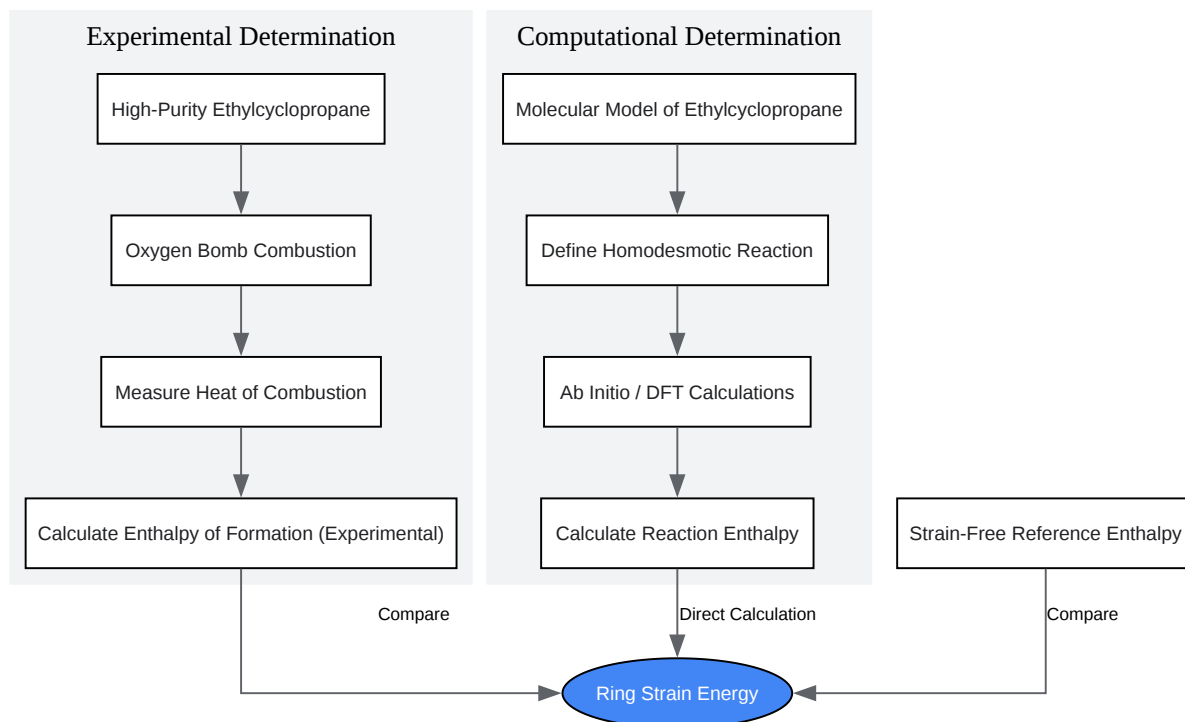 Experimental Determination
High-Purity Ethylcyclopropane
Oxygen Bomb Combustion
Measure Heat of Combustion
Calculate Enthalpy of Formation (Experimental)
Computational Determination
Molecular Model of Ethylcyclopropane
Define Homodesmotic Reaction
Ab Initio / DFT Calculations
Calculate Reaction Enthalpy
Strain-Free Reference Enthalpy
Compare
Direct Calculation
Compare
Ring Strain Energy